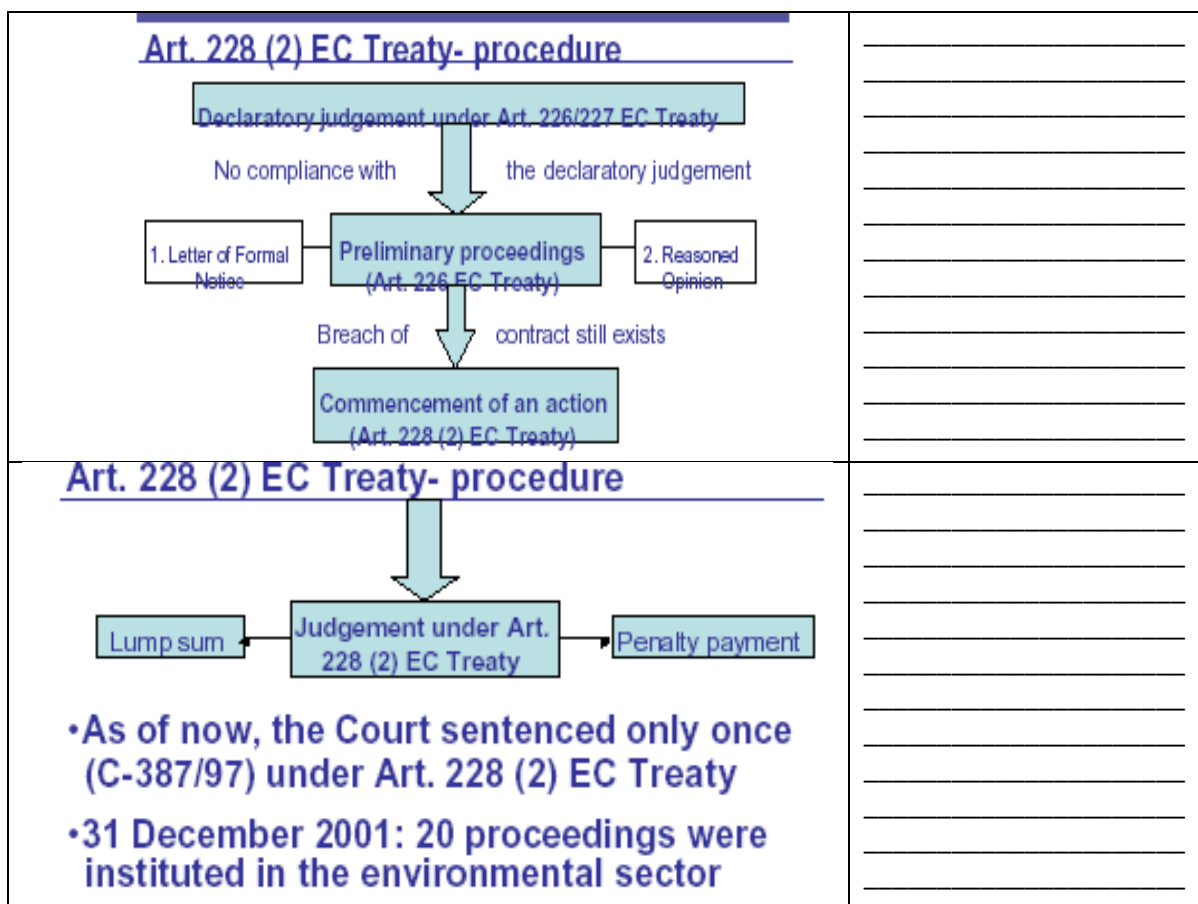 Art. 228 (2) EC Treaty- procedure
Declaratory judgement under Art. 226/227 EC Treaty
No compliance with the declaratory judgement
1. Letter of Formal
Notice
Preliminary proceedings
(Art. 226 EC Treaty)
2. Reasoned
Opinion
Breach of contract still exists
Commencement of an action
(Art. 228 (2) EC Treaty)
Art. 228 (2) EC Treaty- procedure
Lump sum
Judgement under Art.
228 (2) EC Treaty
Penalty payment
•As of now, the Court sentenced only once
(C-387/97) under Art. 228 (2) EC Treaty
•31 December 2001: 20 proceedings were
instituted in the environmental sector